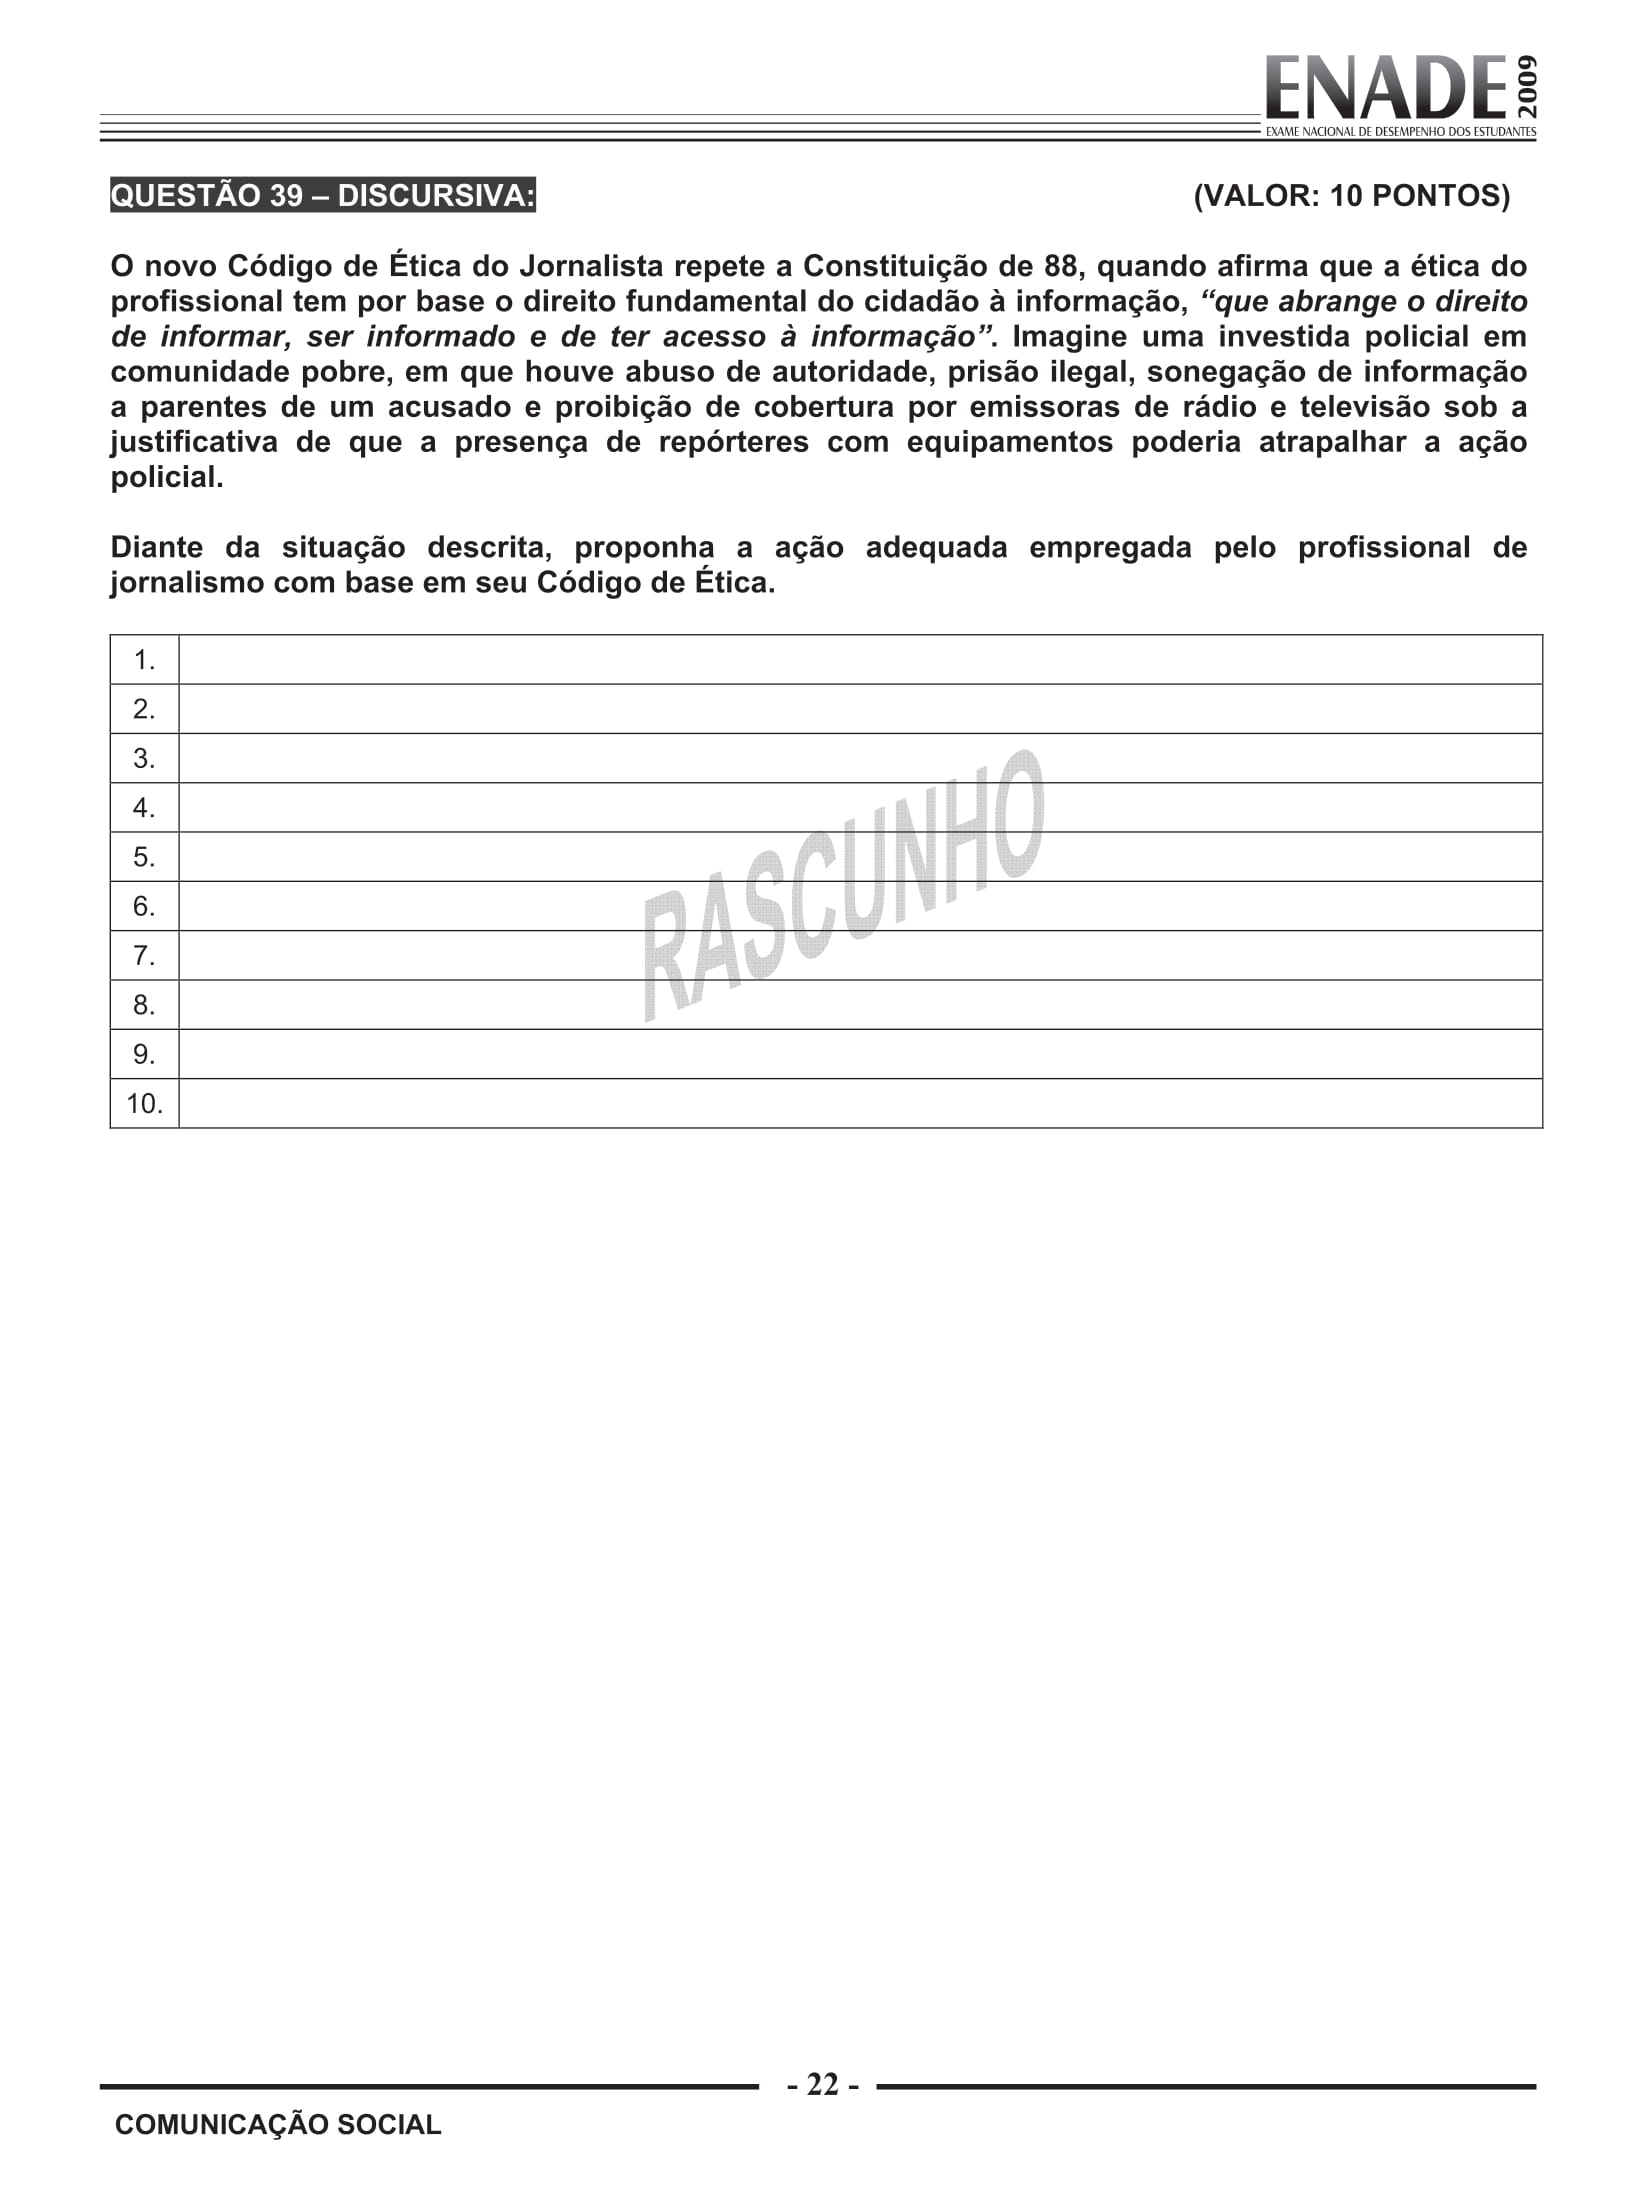 ENADE 2009
EXAME NACIONAL DE DESEMPENHO DOS ESTUDANTES
QUESTÃO 39 – DISCURSIVA: (VALOR: 10 PONTOS)
O novo Código de Ética do Jornalista repete a Constituição de 88, quando afirma que a ética do
profissional tem por base o direito fundamental do cidadão à informação, “que abrange o direito
de informar, ser informado e de ter acesso à informação”. Imagine uma investida policial em
comunidade pobre, em que houve abuso de autoridade, prisão ilegal, sonegação de informação
a parentes de um acusado e proibição de cobertura por emissoras de rádio e televisão sob a
justificativa de que a presença de repórteres com equipamentos poderia atrapalhar a ação
policial.
Diante da situação descrita, proponha a ação adequada empregada pelo profissional de
jornalismo com base em seu Código de Ética.
1.
2.
3.
4.
5.
6.
7.
8.
9.
10.
RASCUNHO
- 22 -
COMUNICAÇÃO SOCIAL